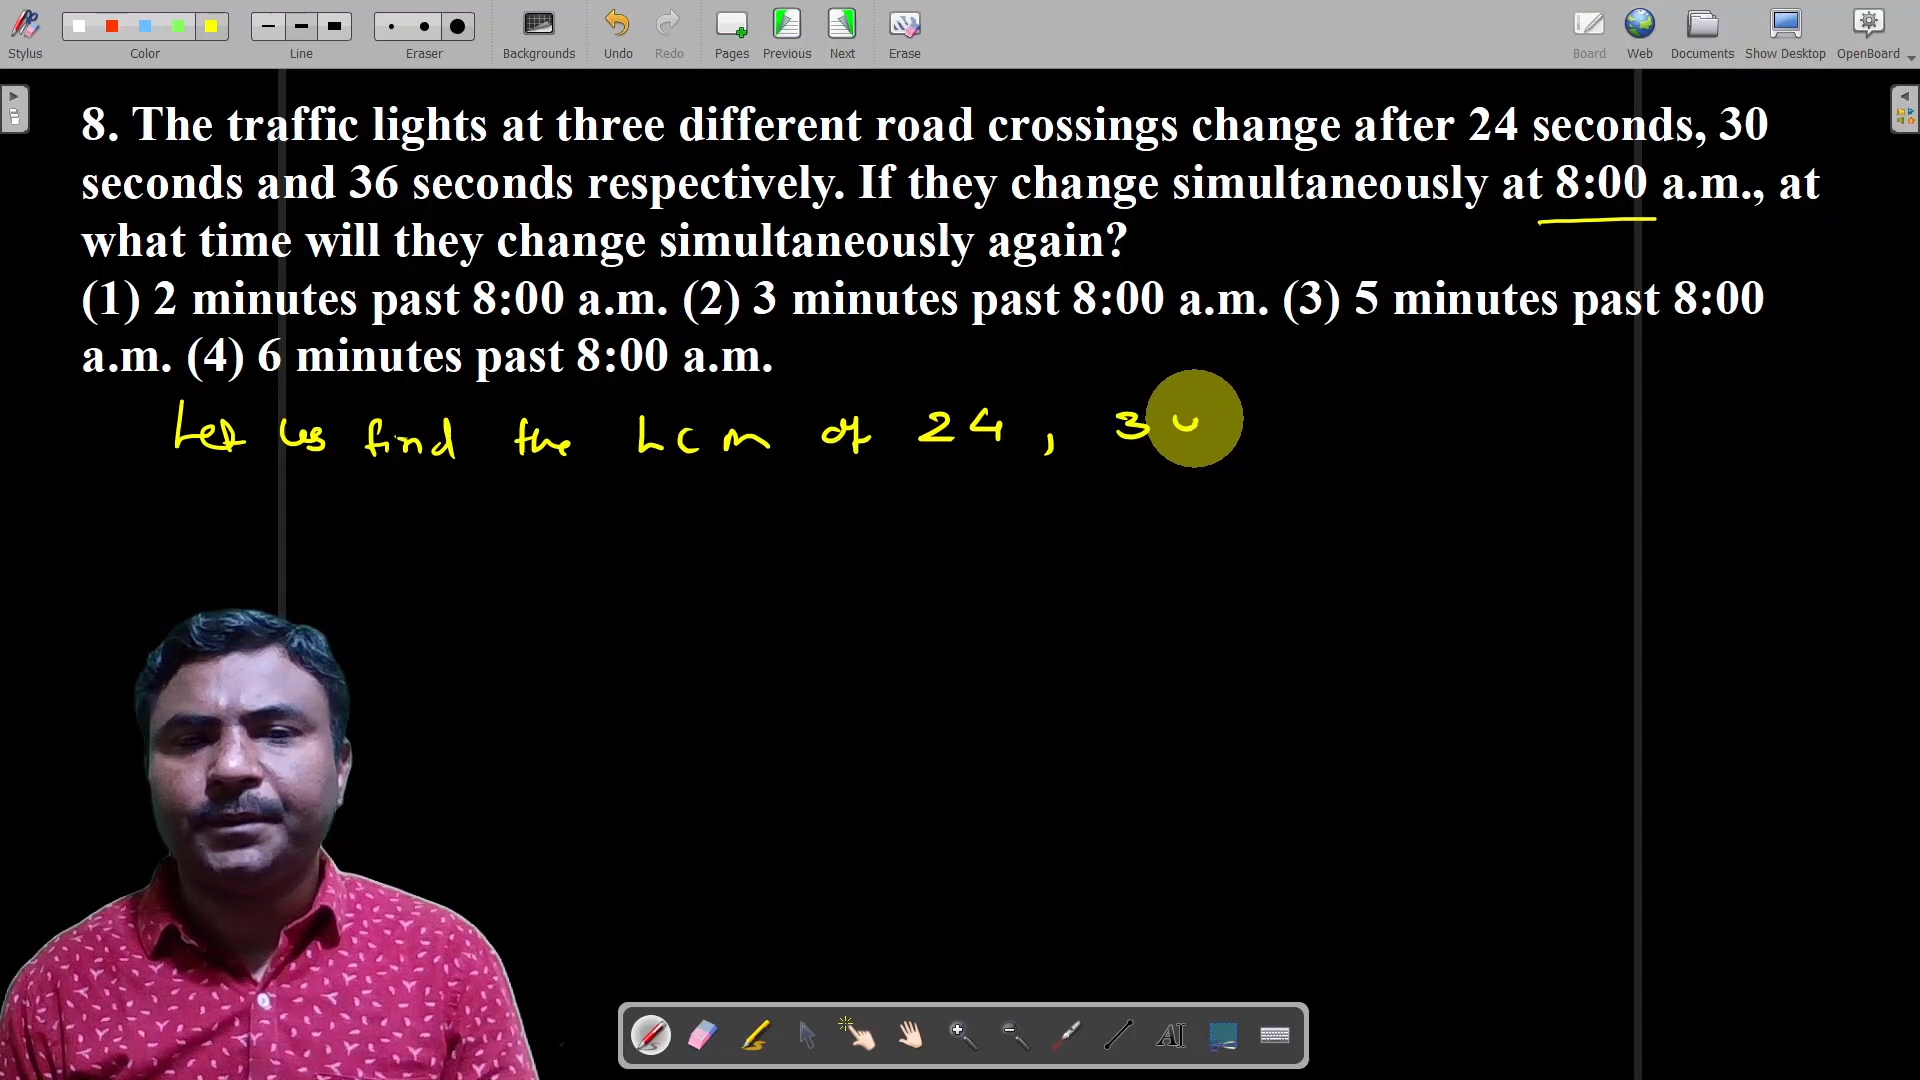 Stylus Color Line Eraser Backgrounds Undo Redo Pages Previous Next Erase Board Web Documents Show Desktop OpenBoard
8. The traffic lights at three different road crossings change after 24 seconds, 30
seconds and 36 seconds respectively. If they change simultaneously at 8:00 a.m., at
what time will they change simultaneously again?
(1) 2 minutes past 8:00 a.m. (2) 3 minutes past 8:00 a.m. (3) 5 minutes past 8:00
a.m. (4) 6 minutes past 8:00 a.m.
Let us find the LCM of 24, 3
AI